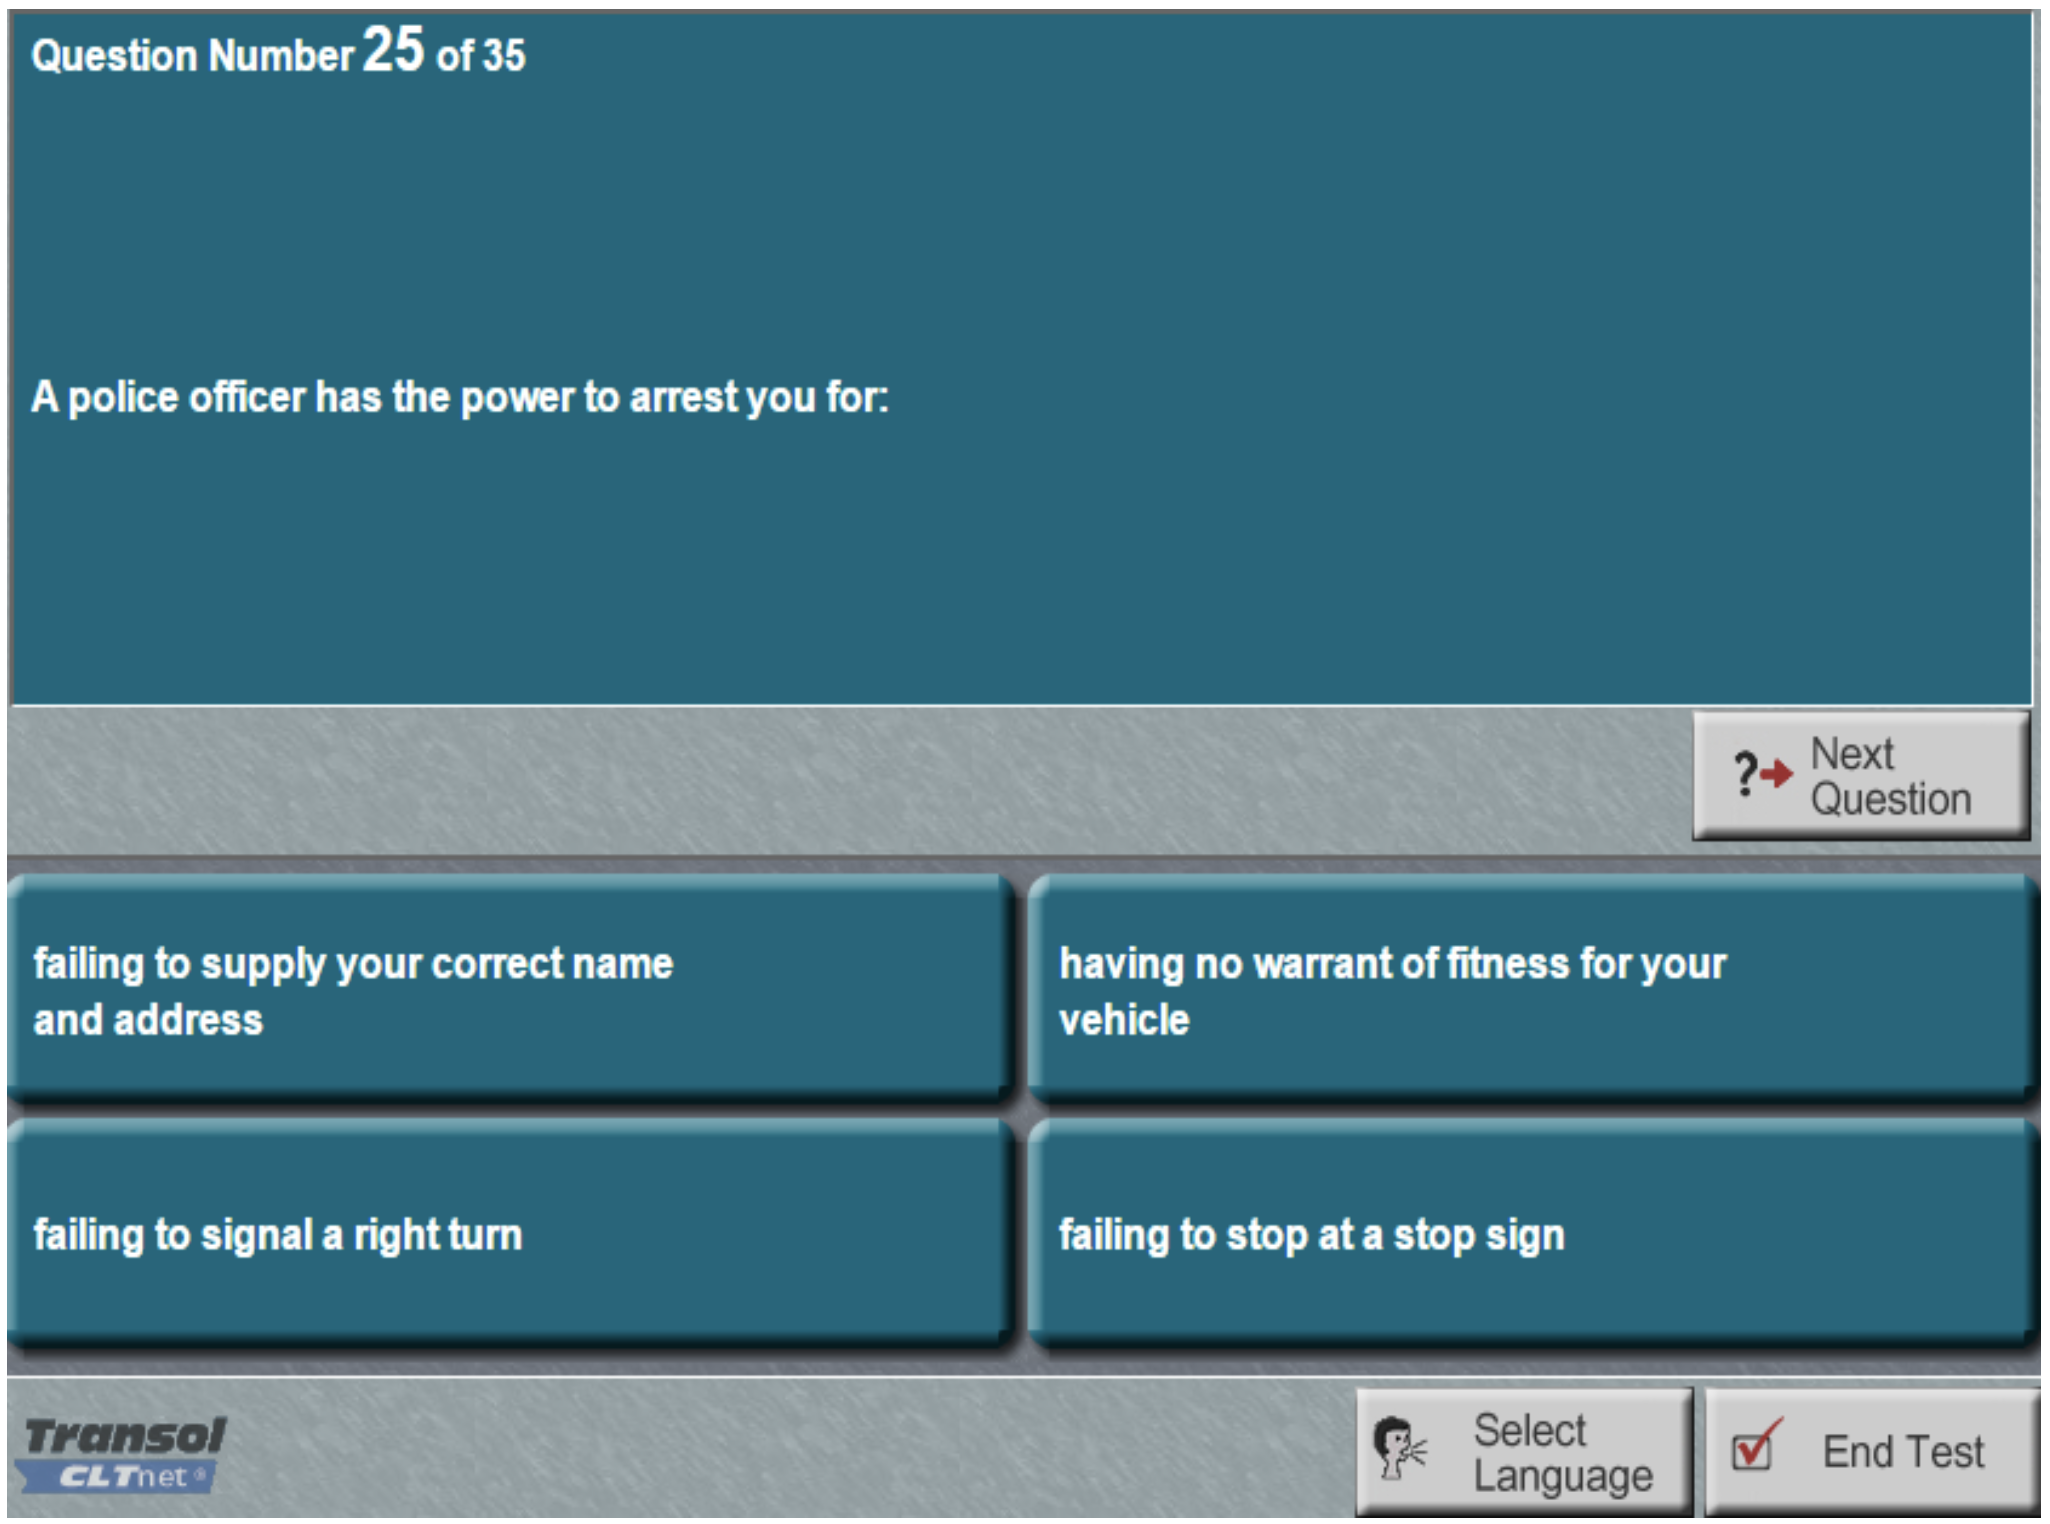 Question Number 25 of 35
A police officer has the power to arrest you for:
? Next
Question
failing to supply your correct name
and address
having no warrant of fitness for your
vehicle
failing to signal a right turn
failing to stop at a stop sign
Transol
CLTnet ®
Select
Language
End Test